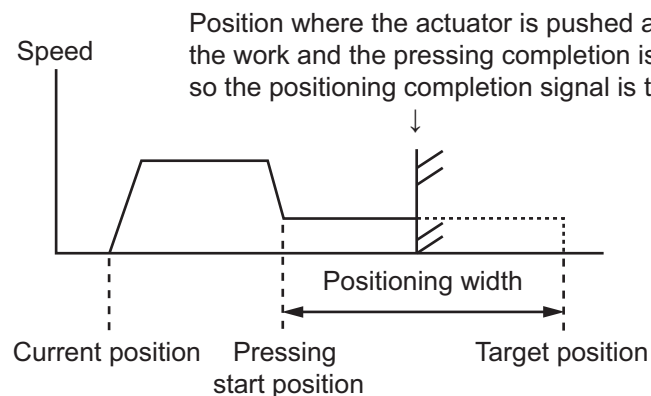 Position where the actuator is pushed a
the work and the pressing completion is
so the positioning completion signal is t
Speed
Positioning width
Current position
Pressing
start position
Target position